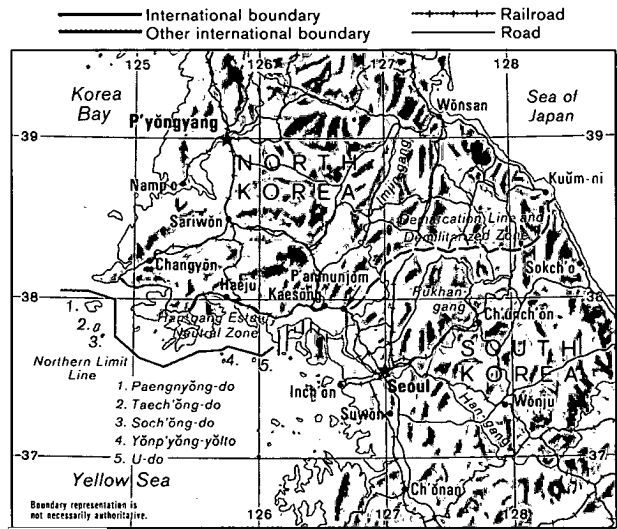 International boundary
Other international boundary
Railroad
Road
125
126
127
128
Korea
Bay
Wŏnsan
Sea of
Japan
39
P'yŏngyang
39
NORTH
KOREA
Imjin-gang
Namp'o
Kuŭm-ni
Sariwŏn
Demarcation Line and
Demilitarized Zone
Changyŏn
Sokch'o
Haeju
P'anmunjŏm
Kaesŏng
38
38
Pukhan-
gang
Han-gang Estuary
Neutral Zone
Ch'unch'ŏn
1.
2.
3.
4.
5.
SOUTH
KOREA
Northern Limit
Line
Inch'ŏn
Seoul
Suwŏn
Han-gang
Wŏnju
1. Paengnyŏng-do
2. Taech'ŏng-do
3. Soch'ŏng-do
4. Yŏnp'yŏng-yŏlto
5. U-do
37
37
Yellow Sea
Ch'ŏnan
Boundary representation is
not necessarily authoritative.
126
127
128